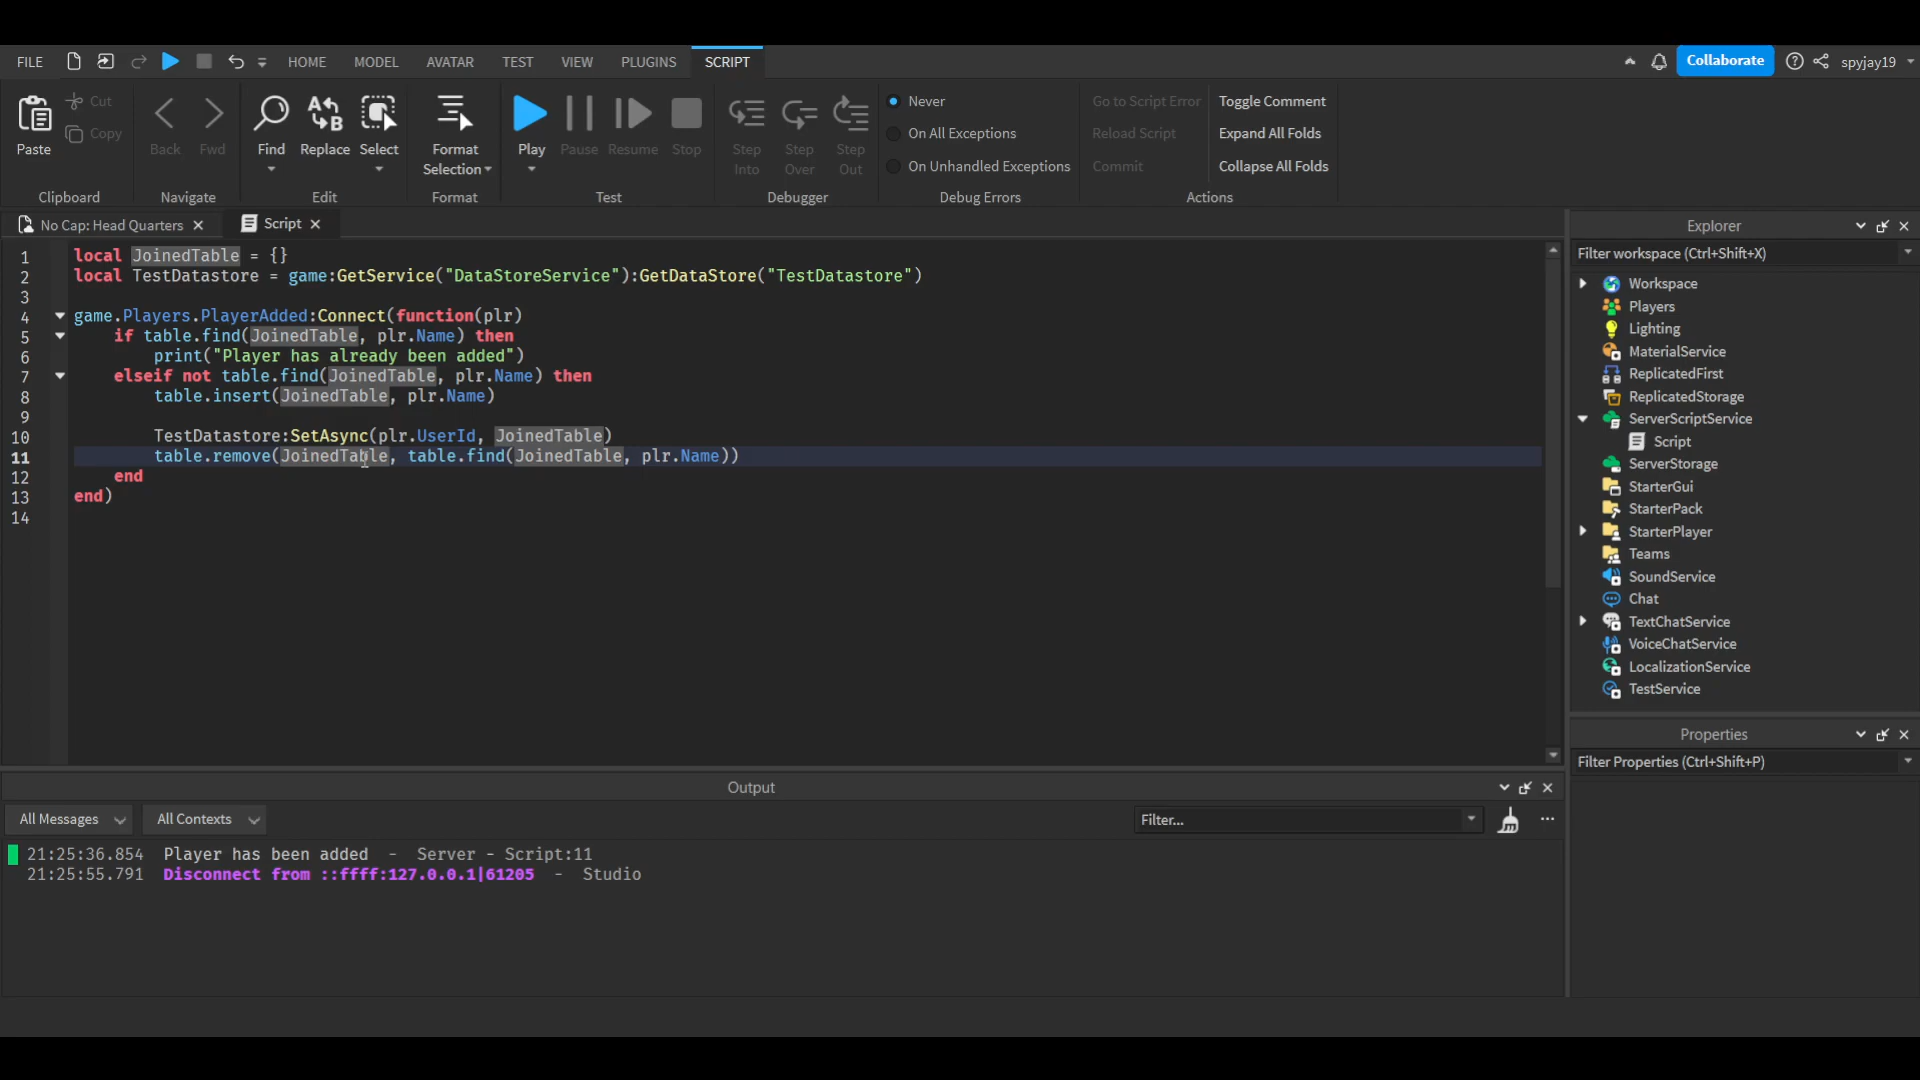 FILE HOME MODEL AVATAR TEST VIEW PLUGINS SCRIPT Collaborate spyjay19
Paste Cut Copy
Clipboard
Back Fwd
Navigate
Find Replace Select
Edit
Format Selection
Format
Play Pause Resume Stop
Test
Step Into Step Over Step Out
Debugger
Never
On All Exceptions
On Unhandled Exceptions
Debug Errors
Go to Script Error Toggle Comment
Reload Script Expand All Folds
Commit Collapse All Folds
Actions
No Cap: Head Quarters Script
1 local JoinedTable = {}
2 local TestDatastore = game:GetService("DataStoreService"):GetDataStore("TestDatastore")
3
4 game.Players.PlayerAdded:Connect(function(plr)
5 if table.find(JoinedTable, plr.Name) then
6 print("Player has already been added")
7 elseif not table.find(JoinedTable, plr.Name) then
8 table.insert(JoinedTable, plr.Name)
9
10 TestDatastore:SetAsync(plr.UserId, JoinedTable)
11 table.remove(JoinedTable, table.find(JoinedTable, plr.Name))
12 end
13 end)
14
Explorer
Filter workspace (Ctrl+Shift+X)
Workspace
Players
Lighting
MaterialService
ReplicatedFirst
ReplicatedStorage
ServerScriptService
Script
ServerStorage
StarterGui
StarterPack
StarterPlayer
Teams
SoundService
Chat
TextChatService
VoiceChatService
LocalizationService
TestService
Properties
Filter Properties (Ctrl+Shift+P)
Output
All Messages All Contexts Filter...
21:25:36.854 Player has been added - Server - Script:11
21:25:55.791 Disconnect from ::ffff:127.0.0.1|61205 - Studio